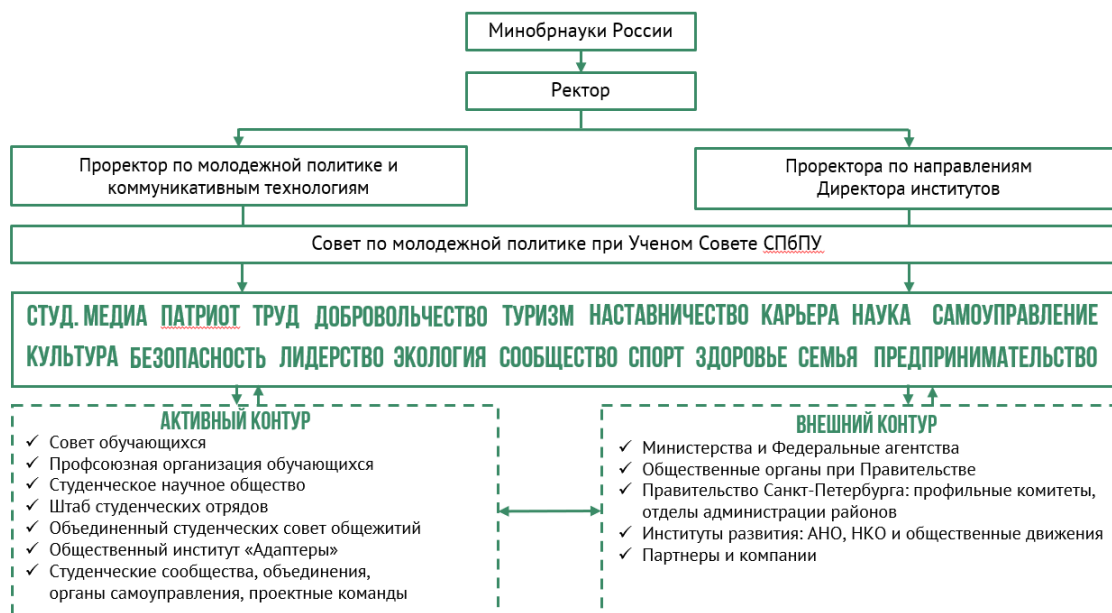 Минобрнауки России
Ректор
Проректор по молодежной политике и
коммуникативным технологиям
Проректора по направлениям
Директора институтов
Совет по молодежной политике при Ученом Совете СПбПУ
СТУД. МЕДИА ПАТРИОТ ТРУД ДОБРОВОЛЬЧЕСТВО ТУРИЗМ НАСТАВНИЧЕСТВО КАРЬЕРА НАУКА САМОУПРАВЛЕНИЕ
КУЛЬТУРА БЕЗОПАСНОСТЬ ЛИДЕРСТВО ЭКОЛОГИЯ СООБЩЕСТВО СПОРТ ЗДОРОВЬЕ СЕМЬЯ ПРЕДПРИНИМАТЕЛЬСТВО
АКТИВНЫЙ КОНТУР
✓ Совет обучающихся
✓ Профсоюзная организация обучающихся
✓ Студенческое научное общество
✓ Штаб студенческих отрядов
✓ Объединенный студенческих совет общежитий
✓ Общественный институт «Адаптеры»
✓ Студенческие сообщества, объединения,
органы самоуправления, проектные команды
ВНЕШНИЙ КОНТУР
✓ Министерства и Федеральные агентства
✓ Общественные органы при Правительстве
✓ Правительство Санкт-Петербурга: профильные комитеты,
отделы администрации районов
✓ Институты развития: АНО, НКО и общественные движения
✓ Партнеры и компании